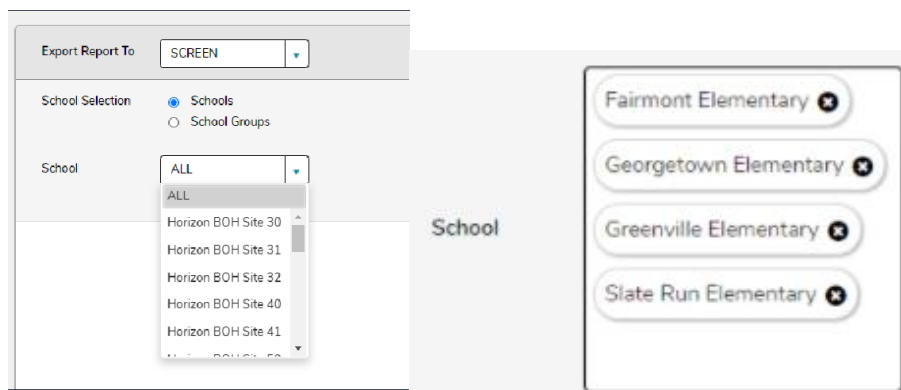 Export Report To SCREEN
School Selection Schools
School Groups
School ALL
ALL
Horizon BOH Site 30
Horizon BOH Site 31
Horizon BOH Site 32
Horizon BOH Site 40
Horizon BOH Site 41
School
Fairmont Elementary
Georgetown Elementary
Greenville Elementary
Slate Run Elementary